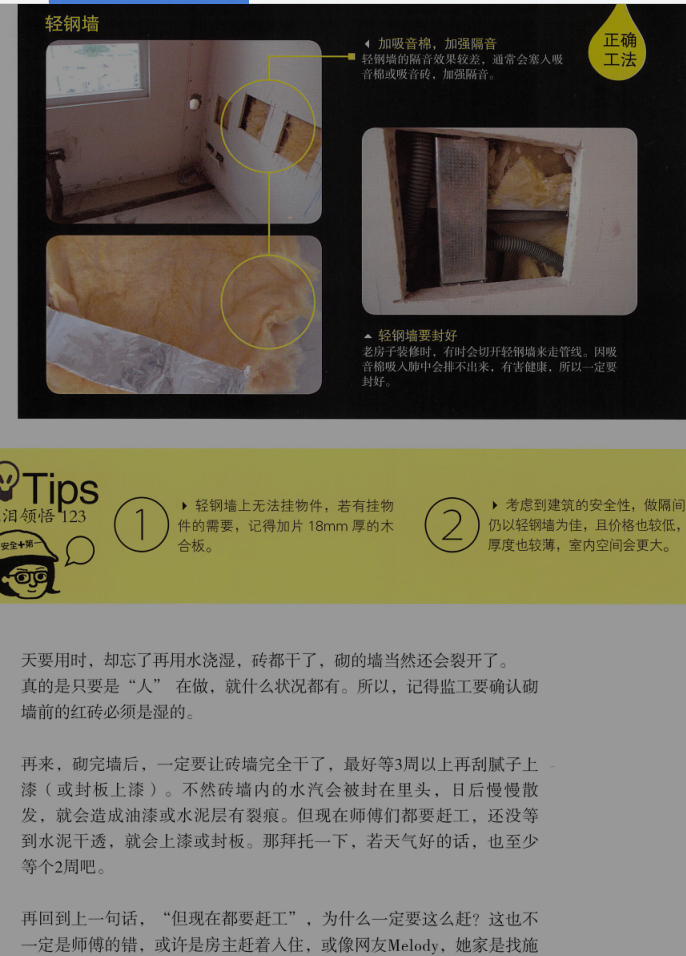 轻钢墙
加吸音棉，加强隔音
轻钢墙的隔音效果较差，通常会塞入吸
音棉或吸音砖，加强隔音。
正确
工法
轻钢墙要封好
老房子装修时，有时会切开轻钢墙来走管线。因吸
音棉吸入肺中会排不出来，有害健康，所以一定要
封好。
Tips
泪领悟 123
安全+第一
1
轻钢墙上无法挂物件，若有挂物
件的需要，记得加片 18mm 厚的木
合板。
2
考虑到建筑的安全性，做隔间
仍以轻钢墙为佳，且价格也较低，
厚度也较薄，室内空间会更大。
天要用时，却忘了再用水浇湿，砖都干了，砌的墙当然还会裂开了。
真的是只要是“人” 在做，就什么状况都有。所以，记得监工要确认砌
墙前的红砖必须是湿的。
再来，砌完墙后，一定要让砖墙完全干了，最好等3周以上再刮腻子上
漆（或封板上漆）。不然砖墙内的水汽会被封在里头，日后慢慢散
发，就会造成油漆或水泥层有裂痕。但现在师傅们都要赶工，还没等
到水泥干透，就会上漆或封板。那拜托一下，若天气好的话，也至少
等个2周吧。
再回到上一句话，“但现在都要赶工”，为什么一定要这么赶？这也不
一定是师傅的错，或许是房主赶着入住，或像网友Melody，她家是找施